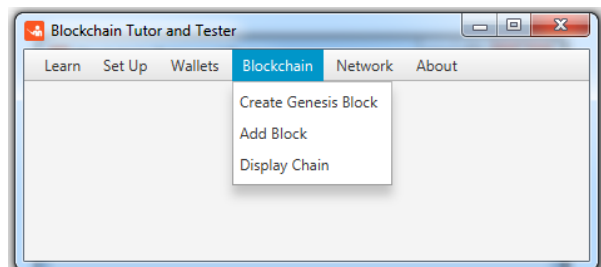 Blockchain Tutor and Tester
Learn Set Up Wallets Blockchain Network About
Create Genesis Block
Add Block
Display Chain